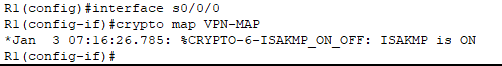 R1(config)#interface s0/0/0
R1(config-if)#crypto map VPN-MAP
*Jan  3 07:16:26.785: %CRYPTO-6-ISAKMP_ON_OFF: ISAKMP is ON
R1(config-if)#